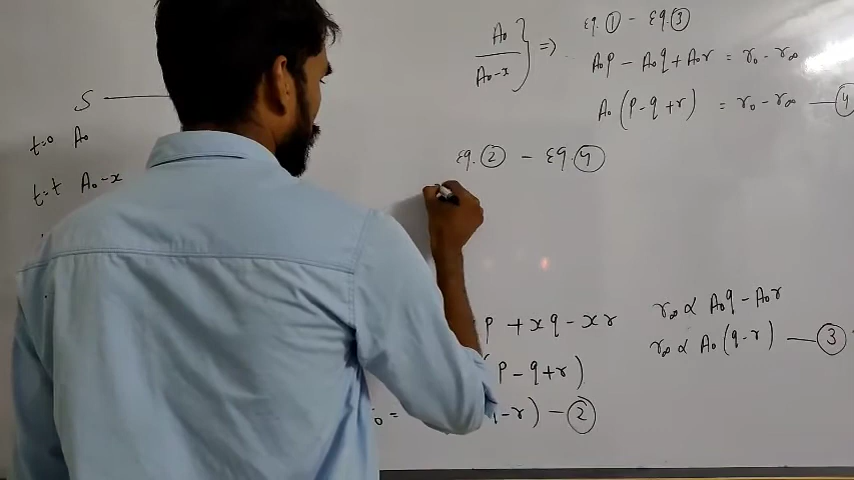 S
t=0 A₀
t=t A₀-x
A₀ / A₀-x } ⇒ Eq. ① - Eq ③
A₀p - A₀q + A₀r = r₀ - r∞
A₀(p-q+r) = r₀ - r∞ — ④
Eq. ② - Eq. ④
p + xq - xr
p - q+r)
-r) — ②
r∞ ∝ A₀q - A₀r
r∞ ∝ A₀(q-r) — ③